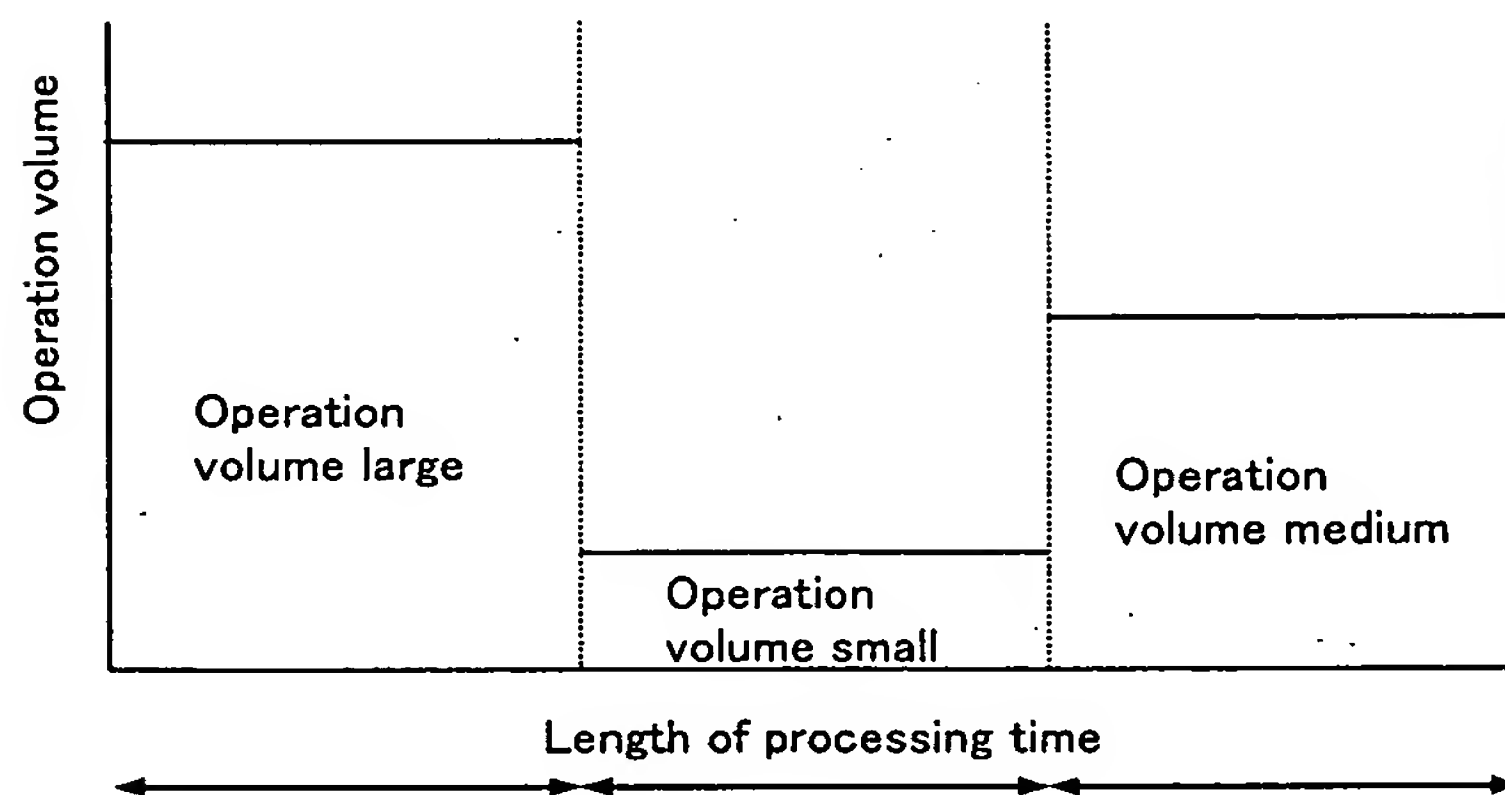 Operation volume
Operation
volume large
Operation
volume small
Operation
volume medium
Length of processing time